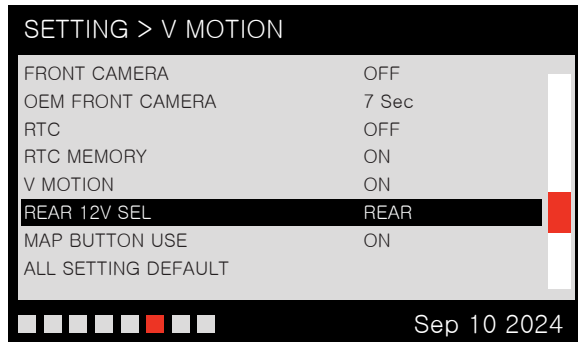 SETTING > V MOTION
FRONT CAMERA OFF
OEM FRONT CAMERA 7 Sec
RTC OFF
RTC MEMORY ON
V MOTION ON
REAR 12V SEL REAR
MAP BUTTON USE ON
ALL SETTING DEFAULT
Sep 10 2024